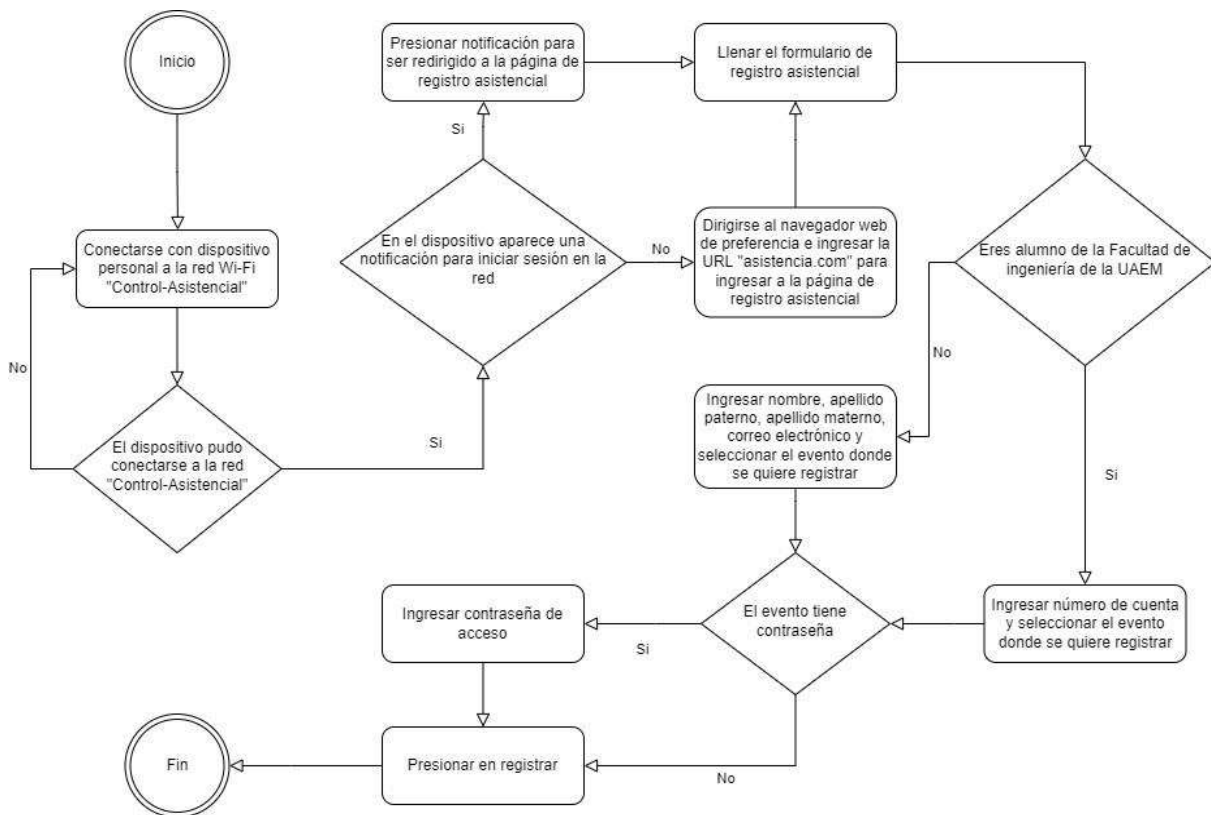 Inicio
Conectarse con dispositivo
personal a la red Wi-Fi
"Control-Asistencial"
No
El dispositivo pudo
conectarse a la red
"Control-Asistencial"
Si
En el dispositivo aparece una
notificación para iniciar sesión en la
red
Si
Presionar notificación para
ser redirigido a la página de
registro asistencial
No
Dirigirse al navegador web
de preferencia e ingresar la
URL "asistencia.com" para
ingresar a la página de
registro asistencial
Llenar el formulario de
registro asistencial
Eres alumno de la Facultad de
ingeniería de la UAEM
No
Ingresar nombre, apellido
paterno, apellido materno,
correo electrónico y
seleccionar el evento donde
se quiere registrar
Si
Ingresar número de cuenta
y seleccionar el evento
donde se quiere registrar
El evento tiene
contraseña
Si
Ingresar contraseña de
acceso
No
Presionar en registrar
Fin